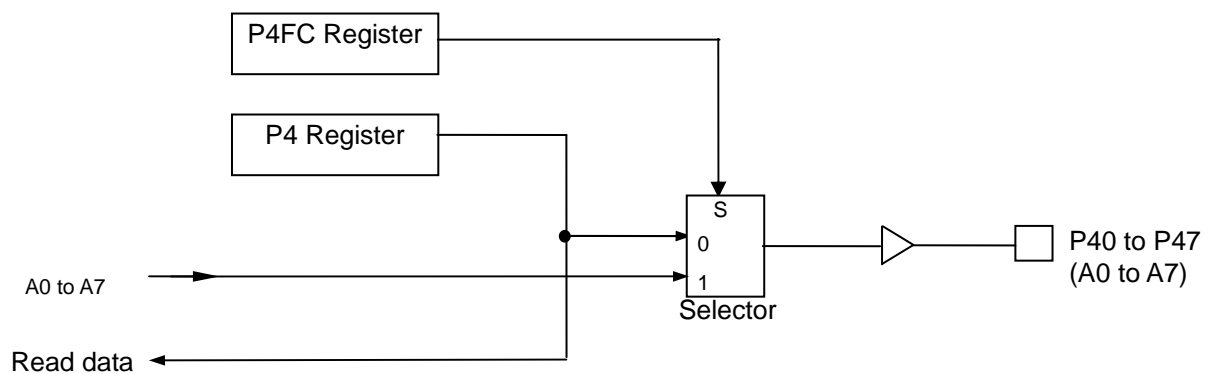 P4FC Register
P4 Register
S
0
1
Selector
P40 to P47
(A0 to A7)
A0 to A7
Read data